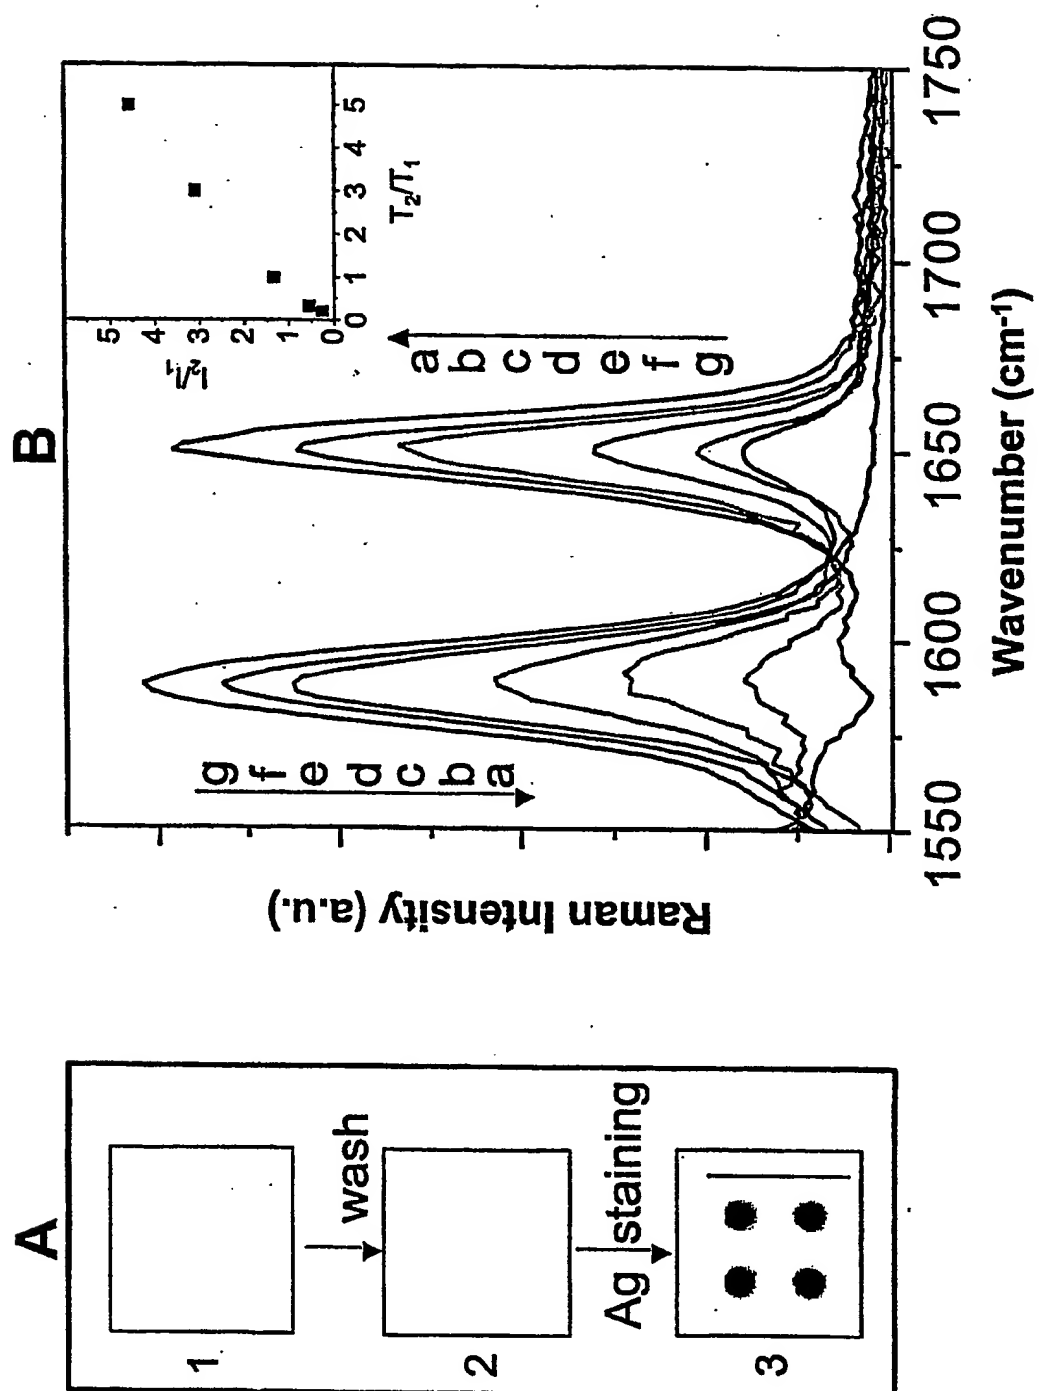 A
1
wash
2
Ag staining
3
B
Raman Intensity (a.u.)
g
f
e
d
c
b
a
a
b
c
d
e
f
g
I₂/I₁
5
4
3
2
1
0
0 1 2 3 4 5
T₂/T₁
1550 1600 1650 1700 1750
Wavenumber (cm⁻¹)